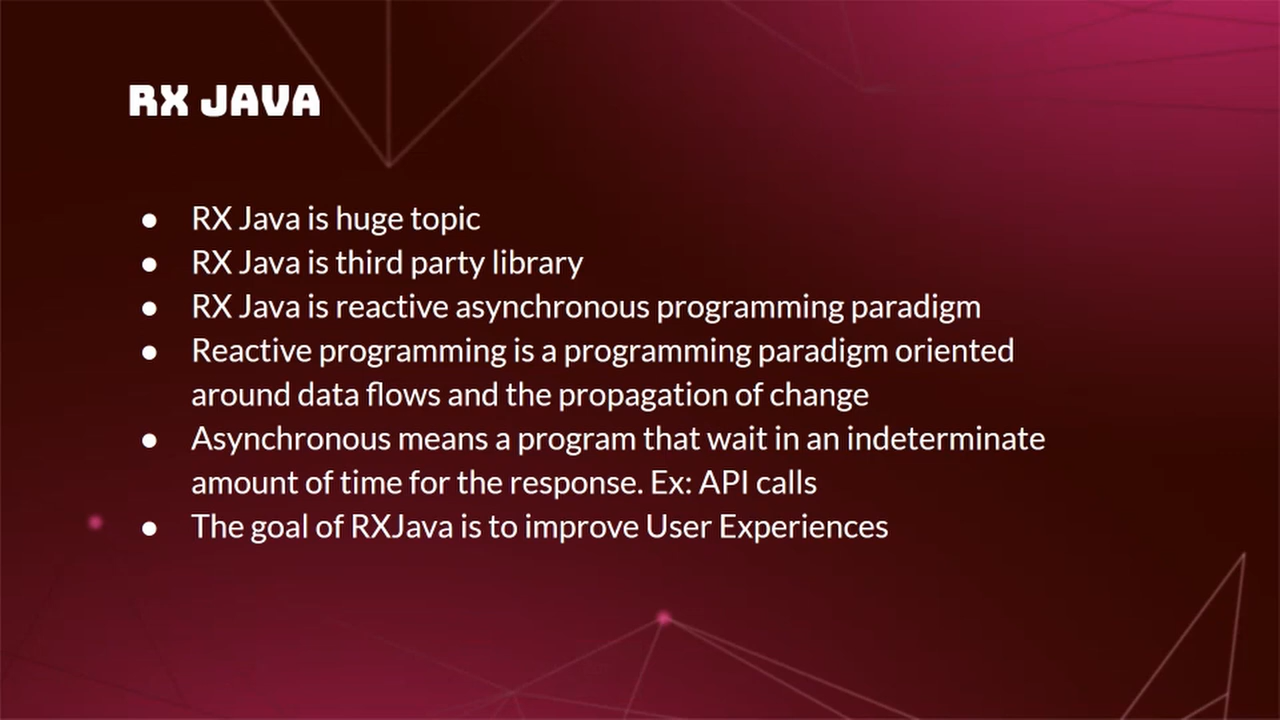 RX JAVA
● RX Java is huge topic
● RX Java is third party library
● RX Java is reactive asynchronous programming paradigm
● Reactive programming is a programming paradigm oriented
around data flows and the propagation of change
● Asynchronous means a program that wait in an indeterminate
amount of time for the response. Ex: API calls
● The goal of RXJava is to improve User Experiences